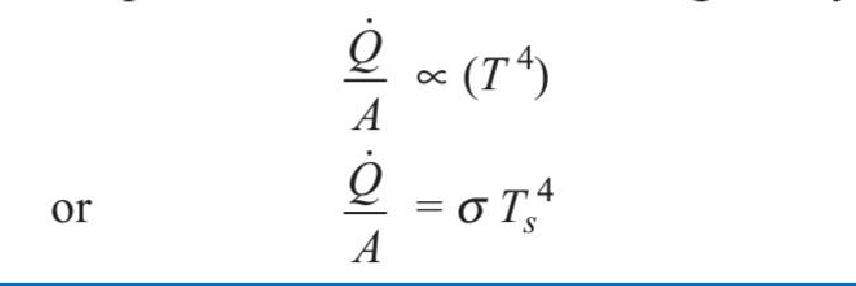 Q̇/A ∝ (T⁴)
or Q̇/A = σ Tₛ⁴